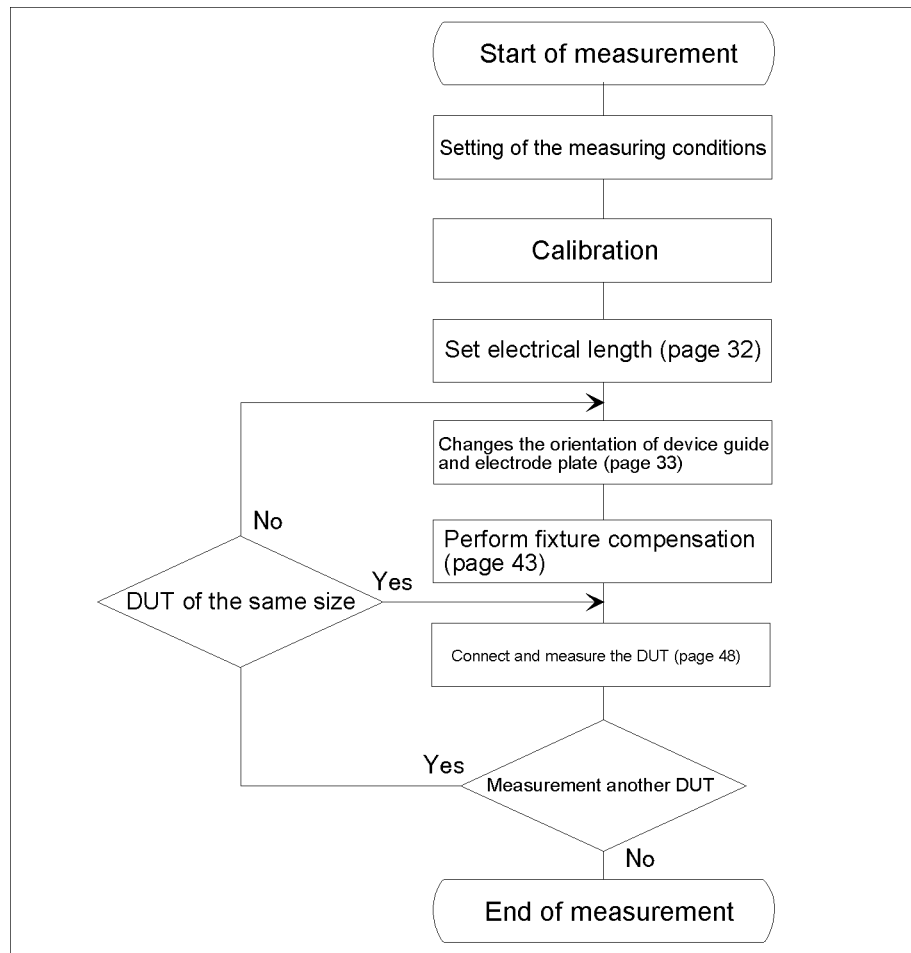 Start of measurement
Setting of the measuring conditions
Calibration
Set electrical length (page 32)
Changes the orientation of device guide
and electrode plate (page 33)
No
Perform fixture compensation
(page 43)
Yes
DUT of the same size
Connect and measure the DUT (page 48)
Yes
Measurement another DUT
No
End of measurement